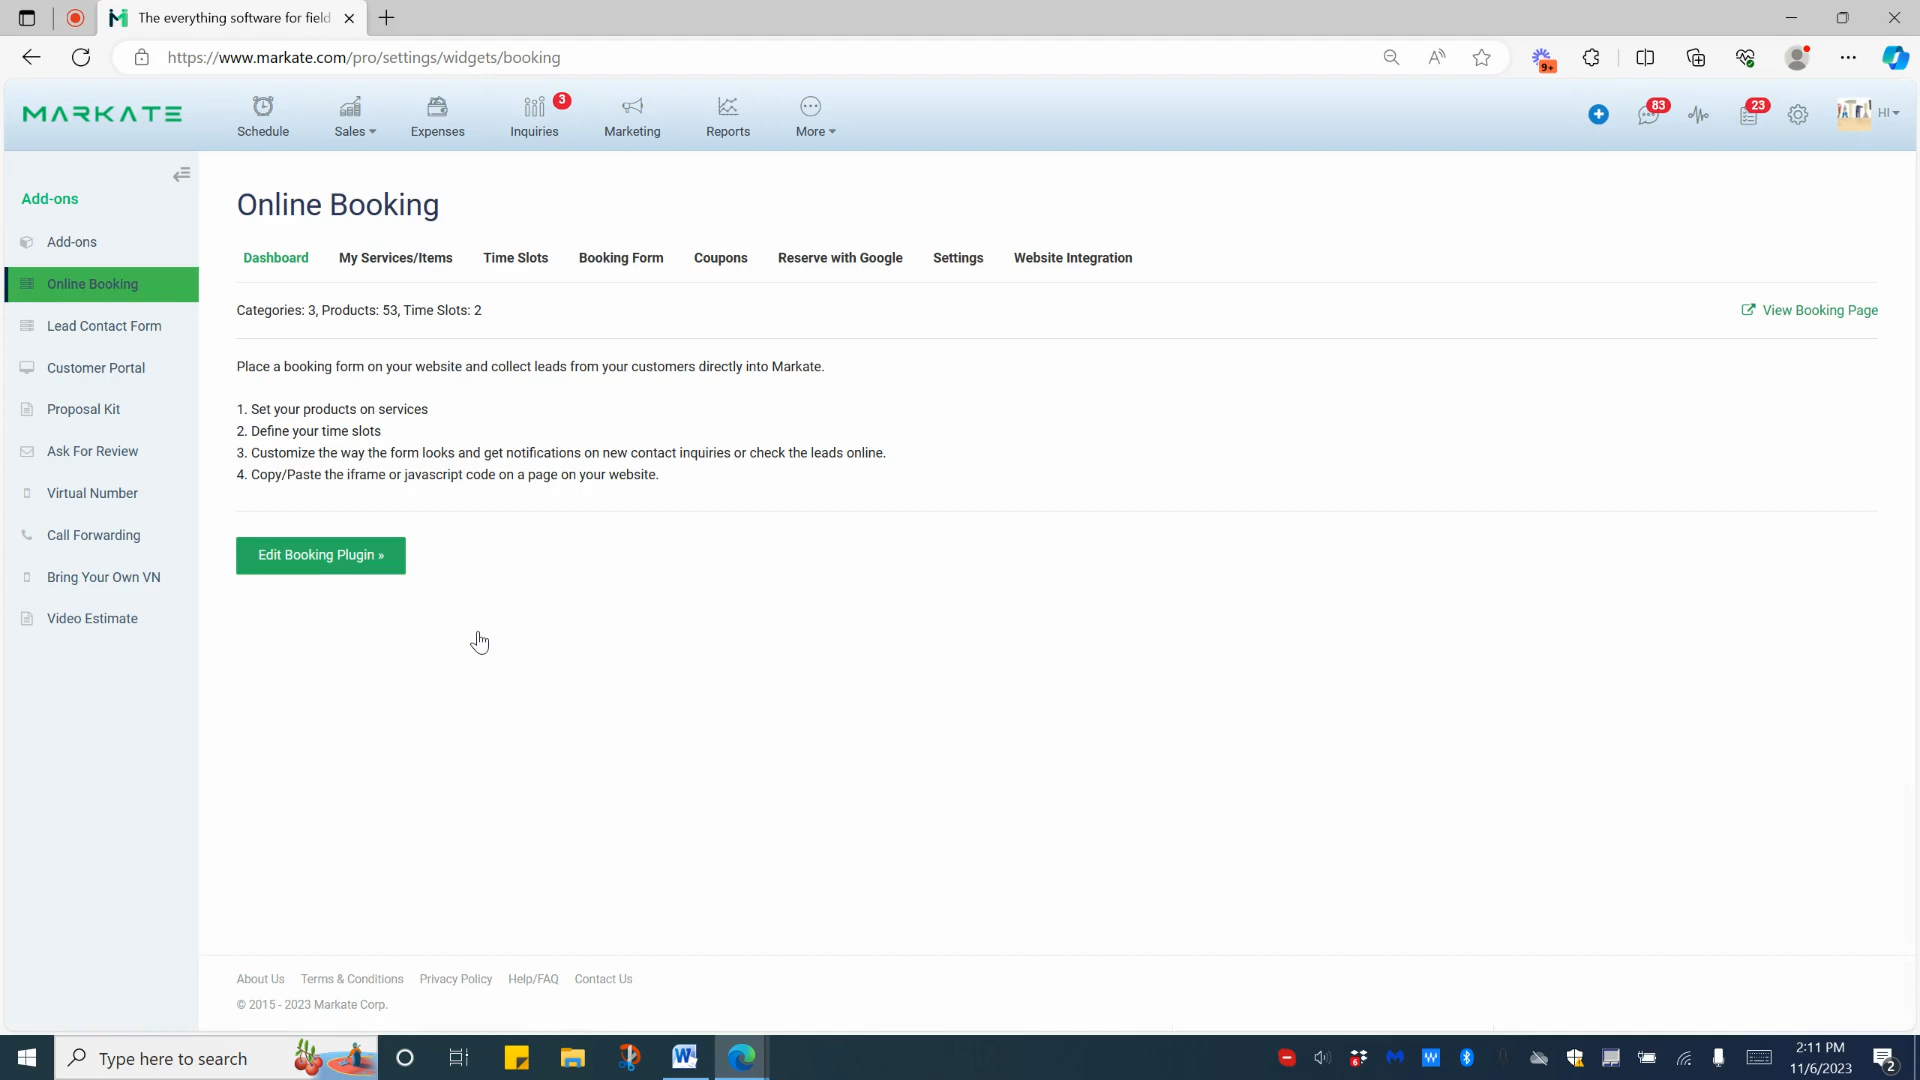 The everything software for field
https://www.markate.com/pro/settings/widgets/booking
9+
MARKATE
Schedule
Sales
Expenses
Inquiries
3
Marketing
Reports
More
83
23
HI
Add-ons
Add-ons
Online Booking
Lead Contact Form
Customer Portal
Proposal Kit
Ask For Review
Virtual Number
Call Forwarding
Bring Your Own VN
Video Estimate
Online Booking
Dashboard My Services/Items Time Slots Booking Form Coupons Reserve with Google Settings Website Integration
Categories: 3, Products: 53, Time Slots: 2
View Booking Page
Place a booking form on your website and collect leads from your customers directly into Markate.
1. Set your products on services
2. Define your time slots
3. Customize the way the form looks and get notifications on new contact inquiries or check the leads online.
4. Copy/Paste the iframe or javascript code on a page on your website.
Edit Booking Plugin »
About Us Terms & Conditions Privacy Policy Help/FAQ Contact Us
© 2015 - 2023 Markate Corp.
Type here to search
2:11 PM
11/6/2023
2